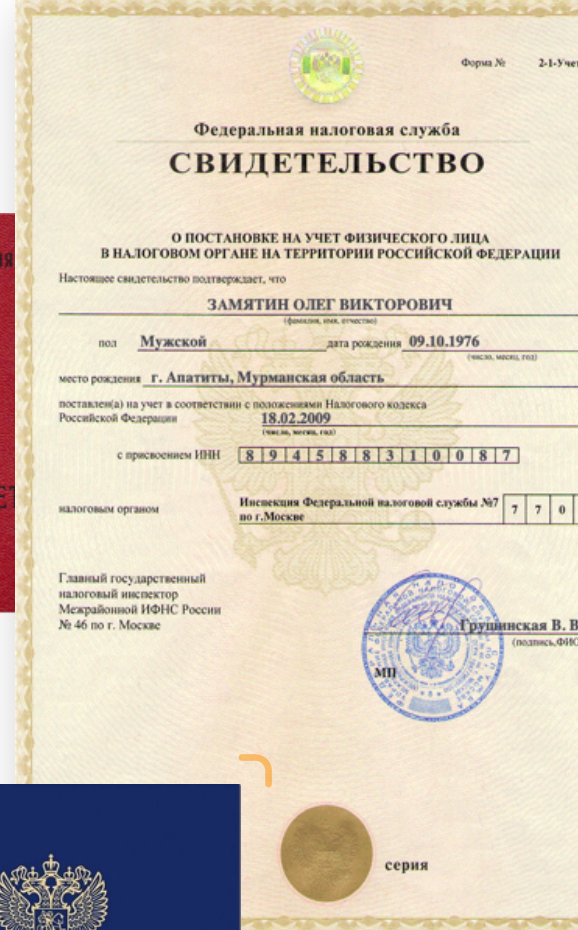 Форма № 2-1-Учет
Федеральная налоговая служба
СВИДЕТЕЛЬСТВО
О ПОСТАНОВКЕ НА УЧЕТ ФИЗИЧЕСКОГО ЛИЦА
В НАЛОГОВОМ ОРГАНЕ НА ТЕРРИТОРИИ РОССИЙСКОЙ ФЕДЕРАЦИИ
Настоящее свидетельство подтверждает, что
ЗАМЯТИН ОЛЕГ ВИКТОРОВИЧ
(фамилия, имя, отчество)
пол Мужской дата рождения 09.10.1976
(число, месяц, год)
место рождения г. Апатиты, Мурманская область
поставлен(а) на учет в соответствии с положениями Налогового кодекса
Российской Федерации 18.02.2009
(число, месяц, год)
с присвоением ИНН 8 9 4 5 8 8 3 1 0 0 8 7
налоговым органом Инспекция Федеральной налоговой службы №7 7 7 0
по г.Москве
Главный государственный
налоговый инспектор
Межрайонной ИФНС России
№ 46 по г. Москве
Грушинская В. В
(подпись,ФИО
МП
серия